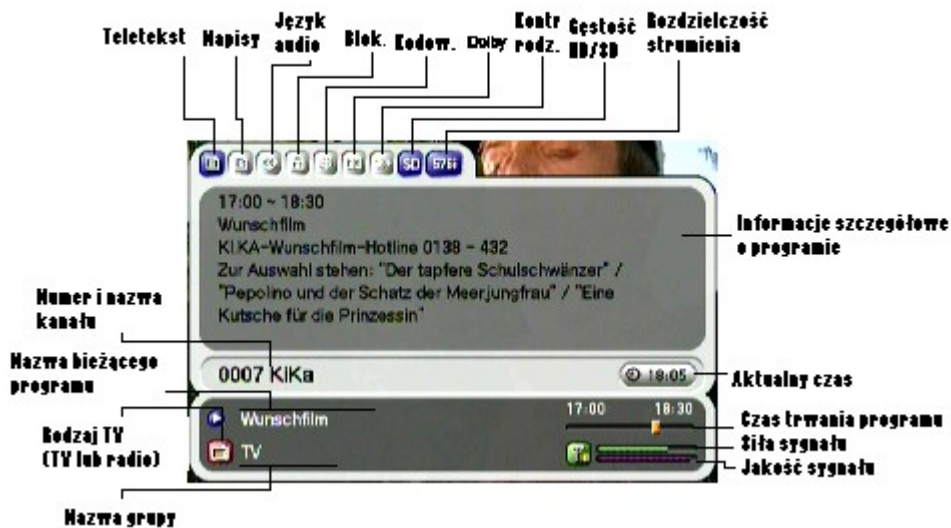 Teletekst
Napisy
Język
audio
Blok.
Kodow.
Dolby
Kontr
rodz.
Gęstość
HD/SD
Rozdzielczość
strumienia
SD
576i
17:00 ~ 18:30
Wunschfilm
KI.KA-Wunschfilm-Hotline 0138 - 432
Zur Auswahl stehen: "Der tapfere Schulschwänzer" /
"Pepolino und der Schatz der Meerjungfrau" / "Eine
Kutsche für die Prinzessin"
Informacje szczegółowe
o programie
Numer i nazwa
kanału
0007 KiKa
18:05
Aktualny czas
Nazwa bieżącego
programu
Wunschfilm
17:00
18:30
Czas trwania programu
Rodzaj TV
(TV lub radio)
TV
Siła sygnału
Jakość sygnału
Nazwa grupy